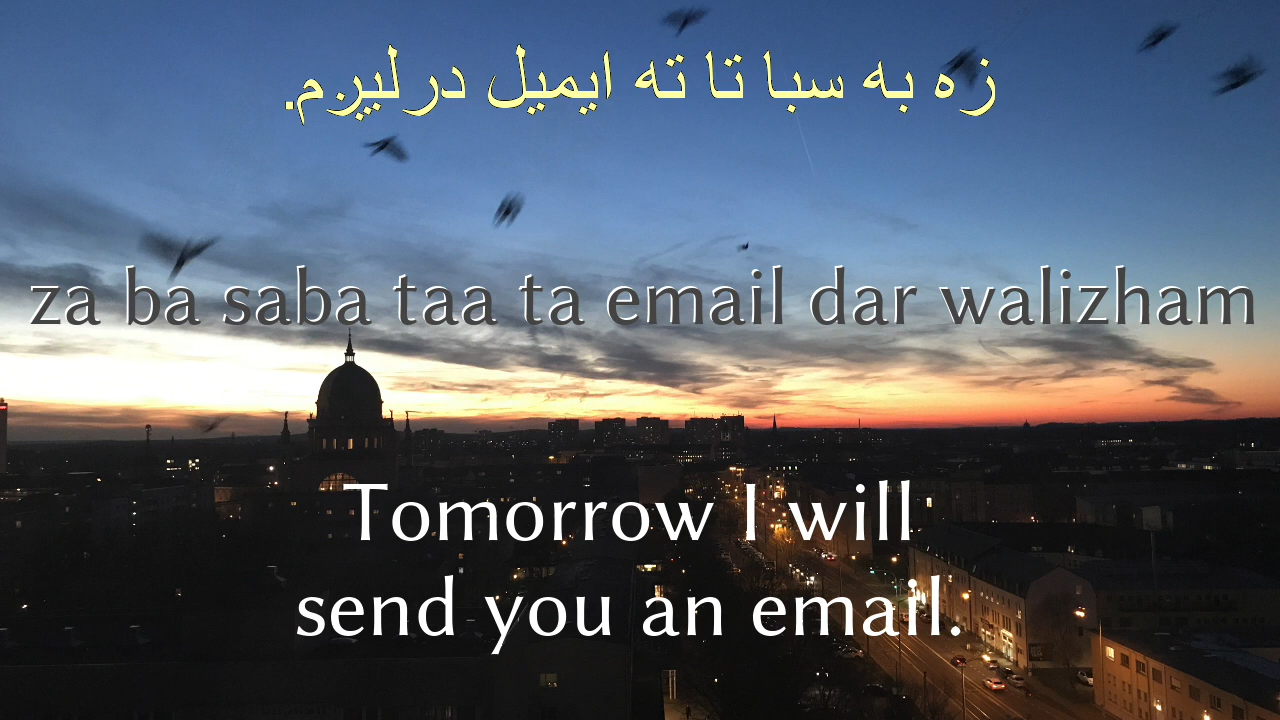 زه به سبا تا ته ایمیل درلیږم.
za ba saba taa ta email dar walizham
Tomorrow I will
send you an email.